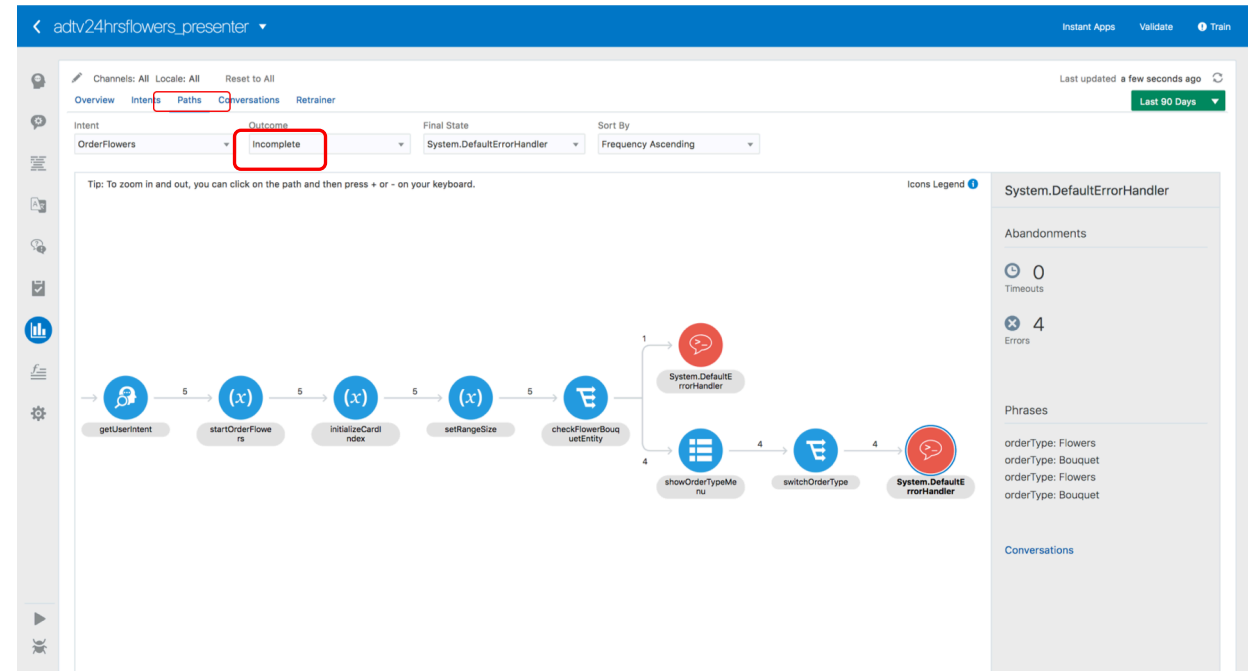 adtv24hrsflowers_presenter
Instant Apps Validate Train
Channels: All Locale: All Reset to All
Last updated a few seconds ago
Overview Intents Paths Conversations Retrainer
Last 90 Days
Intent Outcome Final State Sort By
OrderFlowers Incomplete System.DefaultErrorHandler Frequency Ascending
Tip: To zoom in and out, you can click on the path and then press + or - on your keyboard.
Icons Legend
1
System.DefaultE
rrorHandler
5 5 5 5
(x) (x) (x)
getUserIntent
startOrderFlowe
rs
initializeCardI
ndex
setRangeSize
checkFlowerBouq
uetEntity
4 4 4
showOrderTypeMe
nu
switchOrderType
System.DefaultE
rrorHandler
System.DefaultErrorHandler
Abandonments
0
Timeouts
4
Errors
Phrases
orderType: Flowers
orderType: Bouquet
orderType: Flowers
orderType: Bouquet
Conversations